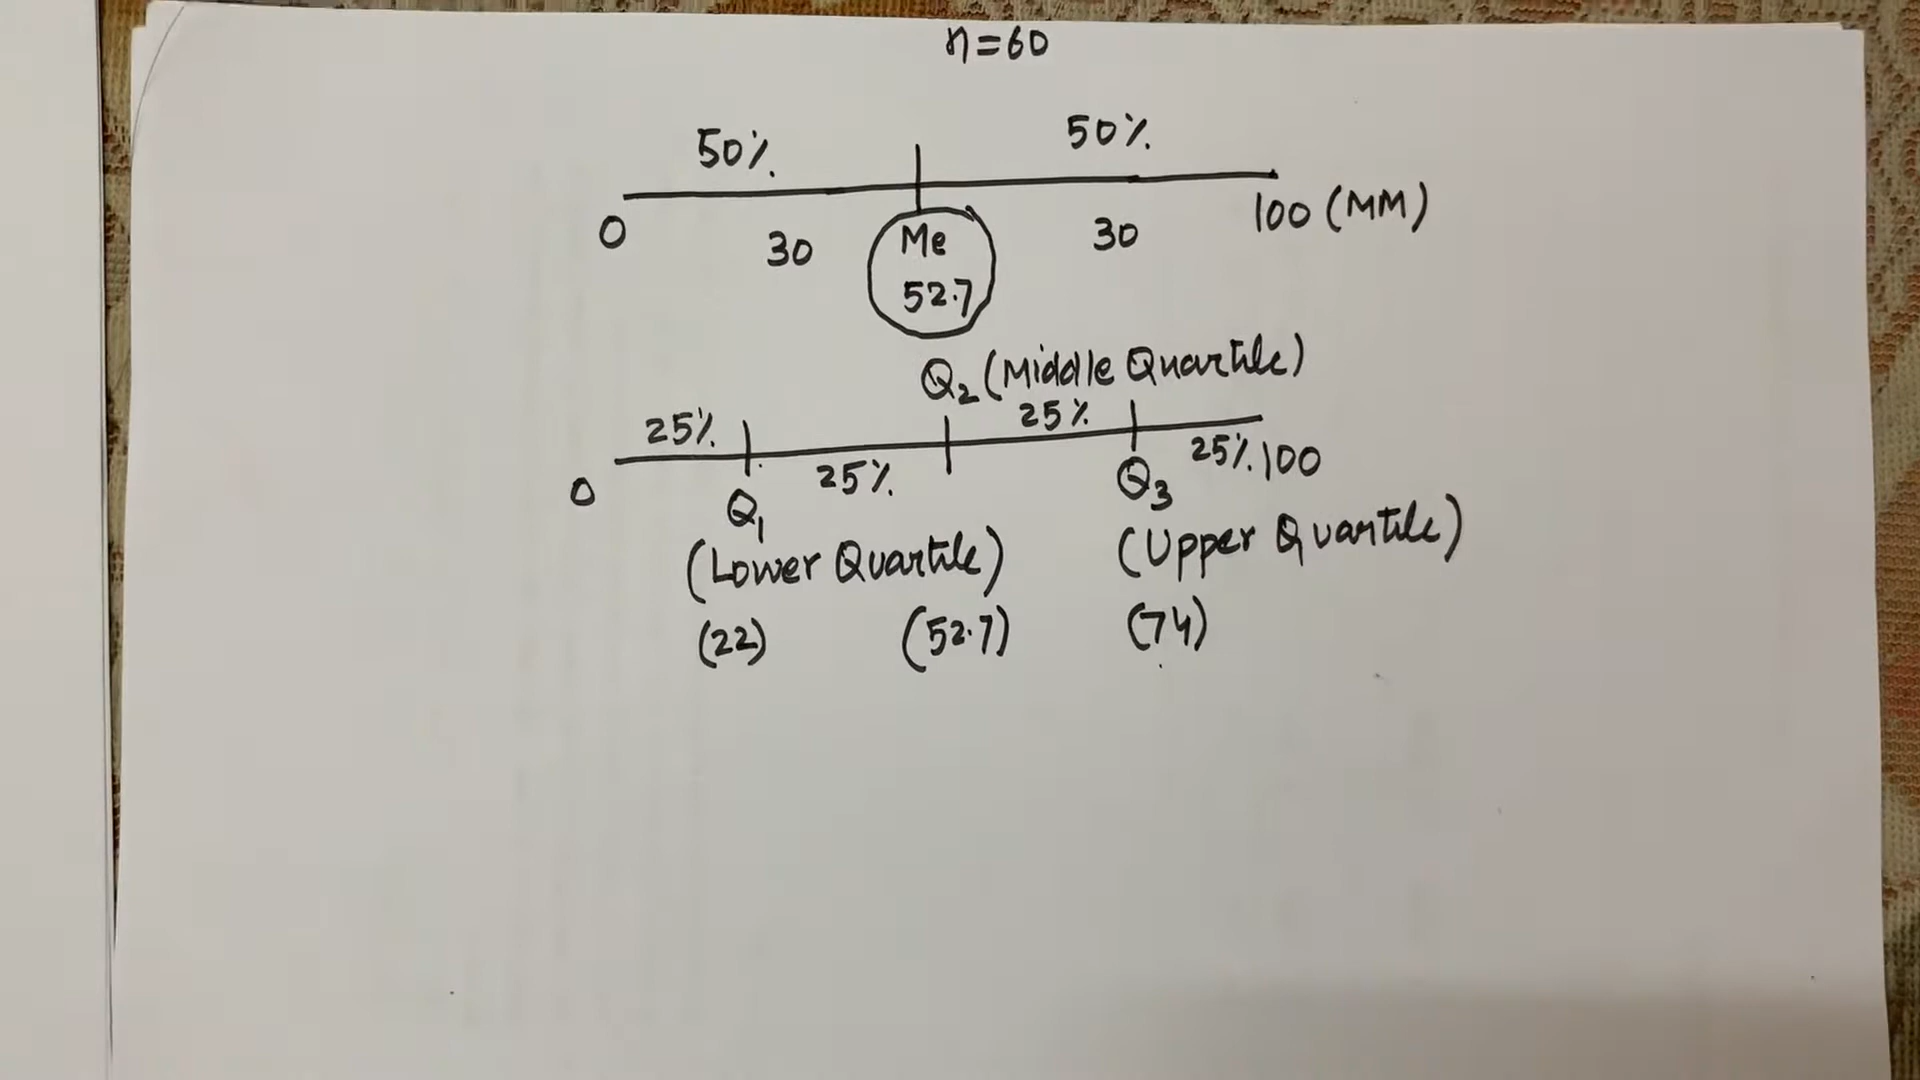 n=60
50% 50%
0 30 Me 30 100 (MM)
52.7
Q₂ (Middle Quartile)
25% 25%
0 25% 25% 100
Q₁ Q₃
(Lower Quartile) (Upper Quartile)
(22) (52.7) (74)